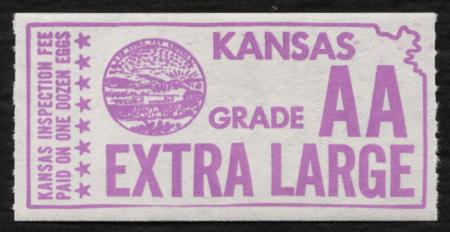 KANSAS INSPECTION FEE
PAID ON ONE DOZEN EGGS
KANSAS
GRADE AA
EXTRA LARGE